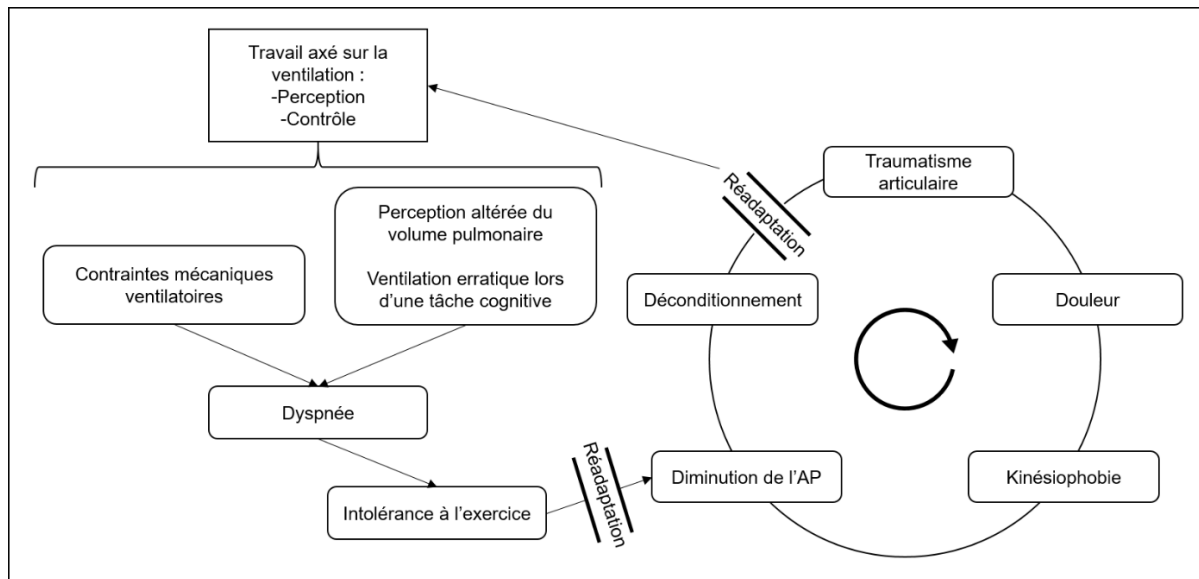 Travail axé sur la
ventilation :
-Perception
-Contrôle
Contraintes mécaniques
ventilatoires
Perception altérée du
volume pulmonaire
Ventilation erratique lors
d’une tâche cognitive
Dyspnée
Intolérance à l’exercice
Réadaptation
Réadaptation
Traumatisme
articulaire
Douleur
Kinésiophobie
Diminution de l’AP
Déconditionnement